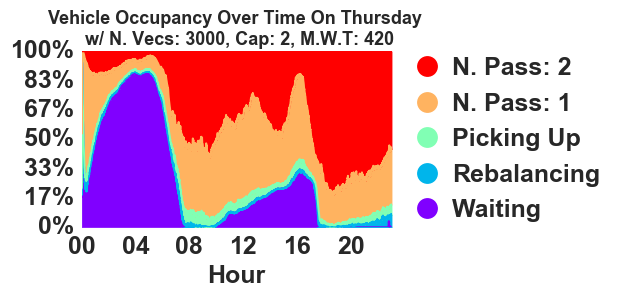 Vehicle Occupancy Over Time On Thursday
w/ N. Vecs: 3000, Cap: 2, M.W.T: 420
100%
83%
67%
50%
33%
17%
0%
00 04 08 12 16 20
Hour
N. Pass: 2
N. Pass: 1
Picking Up
Rebalancing
Waiting